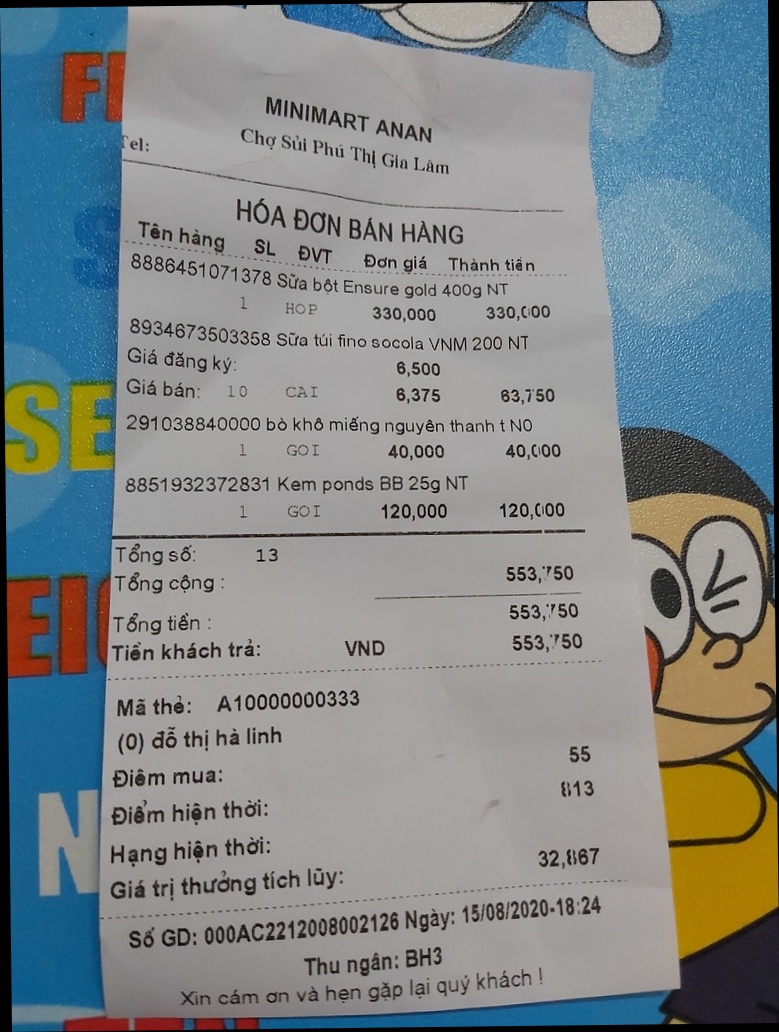 MINIMART ANAN
Chợ Sủi Phú Thị Gia Lâm
Tel:
HÓA ĐƠN BÁN HÀNG
Tên hàng SL ĐVT Đơn giá Thành tiền
8886451071378 Sữa bột Ensure gold 400g NT
1 HOP 330,000 330,000
8934673503358 Sữa túi fino socola VNM 200 NT
Giá đăng ký: 6,500
Giá bán: 10 CAI 6,375 63,750
291038840000 bò khô miếng nguyên thanh t N0
1 GOI 40,000 40,000
8851932372831 Kem ponds BB 25g NT
1 GOI 120,000 120,000
Tổng số: 13
Tổng cộng : 553,750
Tổng tiền : 553,750
Tiền khách trả: VND 553,750
Mã thẻ: A10000000333
(0) đỗ thị hà linh
Điểm mua: 55
Điểm hiện thời: 813
Hạng hiện thời:
Giá trị thưởng tích lũy: 32,867
Số GD: 000AC2212008002126 Ngày: 15/08/2020-18:24
Thu ngân: BH3
Xin cám ơn và hẹn gặp lại quý khách !
SE
N